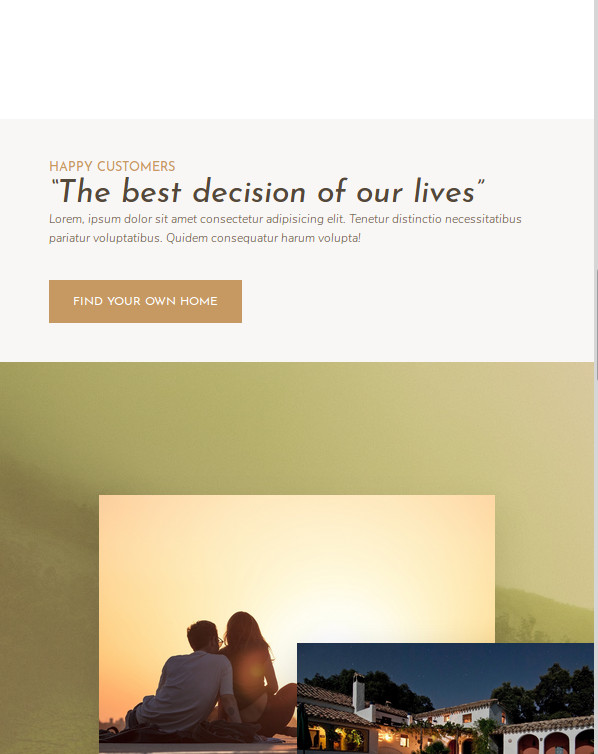 HAPPY CUSTOMERS
“The best decision of our lives”
Lorem, ipsum dolor sit amet consectetur adipisicing elit. Tenetur distinctio necessitatibus
pariatur voluptatibus. Quidem consequatur harum volupta!
FIND YOUR OWN HOME